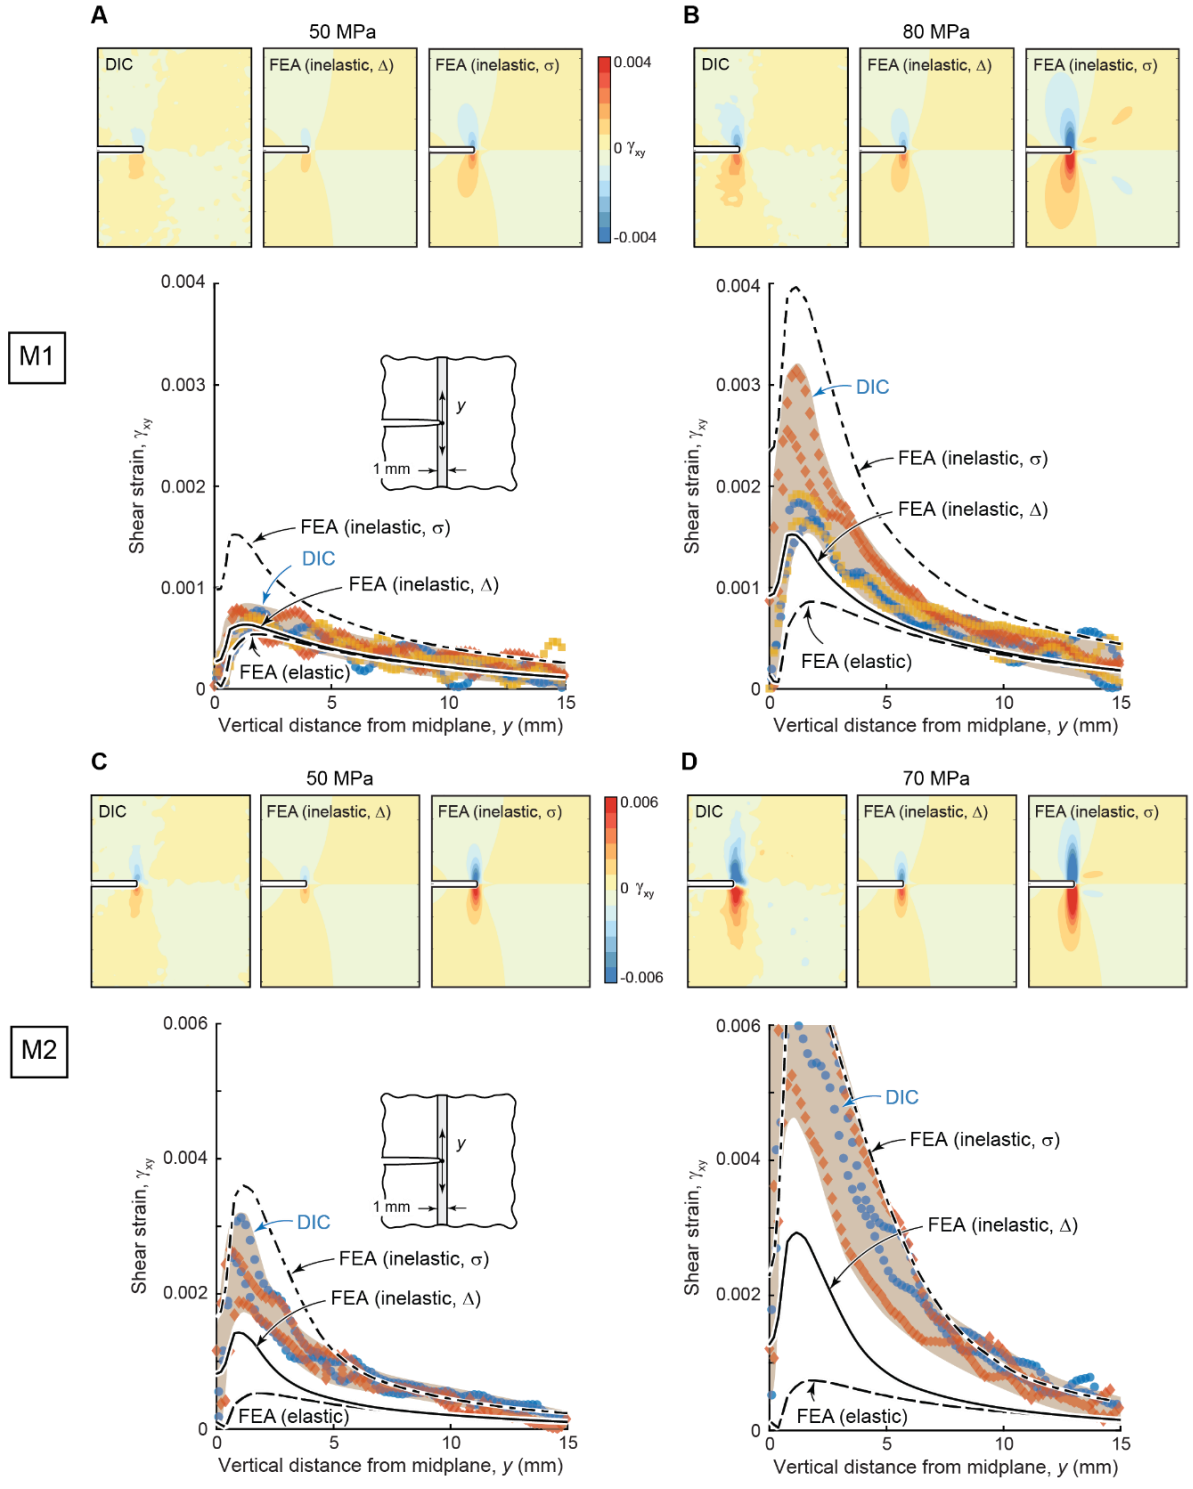 A
50 MPa
DIC
FEA (inelastic, Δ)
FEA (inelastic, σ)
0.004
0 γxy
-0.004
B
80 MPa
DIC
FEA (inelastic, Δ)
FEA (inelastic, σ)
M1
0.004
0.003
0.002
0.001
0
Shear strain, γxy
y
1 mm
FEA (inelastic, σ)
DIC
FEA (inelastic, Δ)
FEA (elastic)
0
5
10
15
Vertical distance from midplane, y (mm)
0.004
0.003
0.002
0.001
0
Shear strain, γxy
DIC
FEA (inelastic, σ)
FEA (inelastic, Δ)
FEA (elastic)
0
5
10
15
Vertical distance from midplane, y (mm)
C
50 MPa
DIC
FEA (inelastic, Δ)
FEA (inelastic, σ)
0.006
0 γxy
-0.006
D
70 MPa
DIC
FEA (inelastic, Δ)
FEA (inelastic, σ)
M2
0.006
0.004
0.002
0
Shear strain, γxy
y
1 mm
DIC
FEA (inelastic, σ)
FEA (inelastic, Δ)
FEA (elastic)
0
5
10
15
Vertical distance from midplane, y (mm)
0.006
0.004
0.002
0
Shear strain, γxy
DIC
FEA (inelastic, σ)
FEA (inelastic, Δ)
FEA (elastic)
0
5
10
15
Vertical distance from midplane, y (mm)